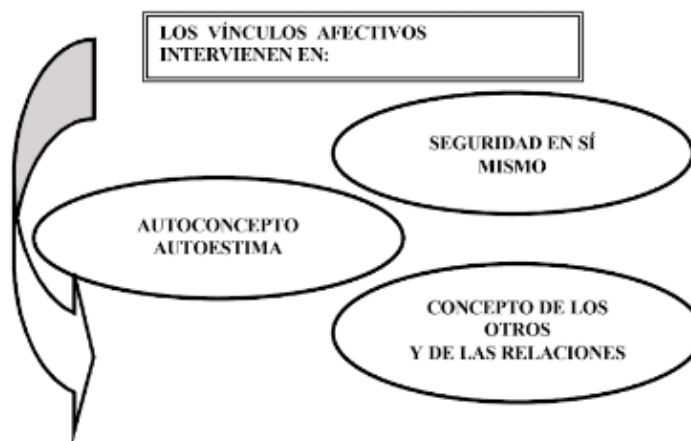 LOS VÍNCULOS AFECTIVOS
INTERVIENEN EN:
SEGURIDAD EN SÍ
MISMO
AUTOCONCEPTO
AUTOESTIMA
CONCEPTO DE LOS
OTROS
Y DE LAS RELACIONES